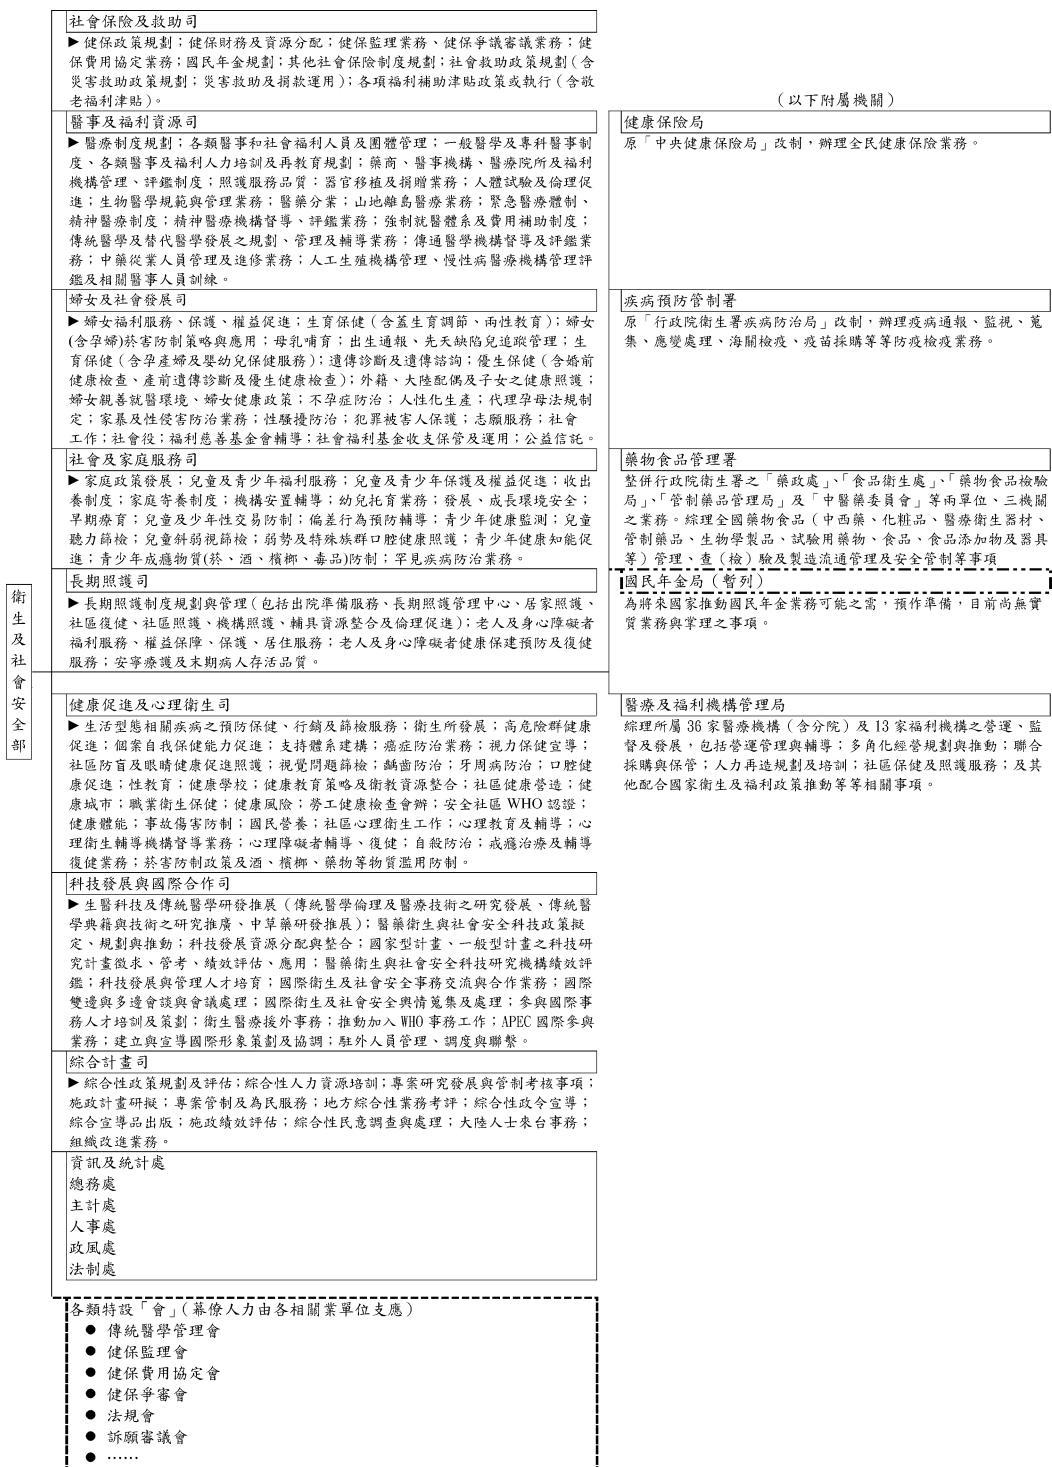 衛生及社會安全部
社會保險及救助司
►健保政策規劃；健保財務及資源分配；健保監理業務、健保爭議審議業務；健
保費用協定業務；國民年金規劃；其他社會保險制度規劃；社會救助政策規劃（含
災害救助政策規劃；災害救助及捐款運用）；各項福利補助津貼政策或執行（含敬
老福利津貼）。
醫事及福利資源司
►醫療制度規劃；各類醫事和社會福利人員及團體管理；一般醫學及專科醫事制
度、各類醫事及福利人力培訓及再教育規劃；藥商、醫事機構、醫療院所及福利
機構管理、評鑑制度；照護服務品質：器官移植及捐贈業務；人體試驗及倫理促
進；生物醫學規範與管理業務；醫藥分業；山地離島醫療業務；緊急醫療體制、
精神醫療制度；精神醫療機構督導、評鑑業務；強制就醫體系及費用補助制度；
傳統醫學及替代醫學發展之規劃、管理及輔導業務；傳通醫學機構督導及評鑑業
務；中藥從業人員管理及進修業務；人工生殖機構管理、慢性病醫療機構管理評
鑑及相關醫事人員訓練。
婦女及社會發展司
►婦女福利服務、保護、權益促進；生育保健（含蓋生育調節、兩性教育）；婦女
(含孕婦)菸害防制策略與應用；母乳哺育；出生通報、先天缺陷兒追蹤管理；生
育保健（含孕產婦及嬰幼兒保健服務）；遺傳診斷及遺傳諮詢；優生保健（含婚前
健康檢查、產前遺傳診斷及優生健康檢查）；外籍、大陸配偶及子女之健康照護；
婦女親善就醫環境、婦女健康政策；不孕症防治；人性化生產；代理孕母法規制
定；家暴及性侵害防治業務；性騷擾防治；犯罪被害人保護；志願服務；社會
工作；社會役；福利慈善基金會輔導；社會福利基金收支保管及運用；公益信託。
社會及家庭服務司
►家庭政策發展；兒童及青少年福利服務；兒童及青少年保護及權益促進；收出
養制度；家庭寄養制度；機構安置輔導；幼兒托育業務；發展、成長環境安全；
早期療育；兒童及少年性交易防制；偏差行為預防輔導；青少年健康監測；兒童
聽力篩檢；兒童斜弱視篩檢；弱勢及特殊族群口腔健康照護；青少年健康知能促
進；青少年成癮物質(菸、酒、檳榔、毒品)防制；罕見疾病防治業務。
長期照護司
►長期照護制度規劃與管理（包括出院準備服務、長期照護管理中心、居家照護、
社區復健、社區照護、機構照護、輔具資源整合及倫理促進）；老人及身心障礙者
福利服務、權益保障、保護、居住服務；老人及身心障礙者健康保建預防及復健
服務；安寧療護及末期病人存活品質。
健康促進及心理衛生司
►生活型態相關疾病之預防保健、行銷及篩檢服務；衛生所發展；高危險群健康
促進；個案自我保健能力促進；支持體系建構；癌症防治業務；視力保健宣導；
社區防盲及眼睛健康促進照護；視覺問題篩檢；齲齒防治；牙周病防治；口腔健
康促進；性教育；健康學校；健康教育策略及衛教資源整合；社區健康營造；健
康城市；職業衛生保健；健康風險；勞工健康檢查會辦；安全社區 WHO 認證；
健康體能；事故傷害防制；國民營養；社區心理衛生工作；心理教育及輔導；心
理衛生輔導機構督導業務；心理障礙者輔導、復健；自殺防治；戒癮治療及輔導
復健業務；菸害防制政策及酒、檳榔、藥物等物質濫用防制。
科技發展與國際合作司
►生醫科技及傳統醫學研發推展（傳統醫學倫理及醫療技術之研究發展、傳統醫
學典籍與技術之研究推廣、中草藥研發推展）；醫藥衛生與社會安全科技政策擬
定、規劃與推動；科技發展資源分配與整合；國家型計畫、一般型計畫之科技研
究計畫徵求、管考、績效評估、應用；醫藥衛生與社會安全科技研究機構績效評
鑑；科技發展與管理人才培育；國際衛生及社會安全事務交流與合作業務；國際
雙邊與多邊會談與會議處理；國際衛生及社會安全輿情蒐集及處理；參與國際事
務人才培訓及策劃；衛生醫療援外事務；推動加入 WHO 事務工作；APEC 國際參與
業務；建立與宣導國際形象策劃及協調；駐外人員管理、調度與聯繫。
綜合計畫司
►綜合性政策規劃及評估；綜合性人力資源培訓；專案研究發展與管制考核事項；
施政計畫研擬；專案管制及為民服務；地方綜合性業務考評；綜合性政令宣導；
綜合宣導品出版；施政績效評估；綜合性民意調查與處理；大陸人士來台事務；
組織改進業務。
資訊及統計處
總務處
主計處
人事處
政風處
法制處
各類特設「會」（幕僚人力由各相關業單位支應）
● 傳統醫學管理會
● 健保監理會
● 健保費用協定會
● 健保爭審會
● 法規會
● 訴願審議會
● ……
（以下附屬機關）
健康保險局
原「中央健康保險局」改制，辦理全民健康保險業務。
疾病預防管制署
原「行政院衛生署疾病防治局」改制，辦理疫病通報、監視、蒐
集、應變處理、海關檢疫、疫苗採購等等防疫檢疫業務。
藥物食品管理署
整併行政院衛生署之「藥政處」、「食品衛生處」、「藥物食品檢驗
局」、「管制藥品管理局」及「中醫藥委員會」等兩單位、三機關
之業務。綜理全國藥物食品（中西藥、化粧品、醫療衛生器材、
管制藥品、生物學製品、試驗用藥物、食品、食品添加物及器具
等）管理、查（檢）驗及製造流通管理及安全管制等事項
國民年金局（暫列）
為將來國家推動國民年金業務可能之需，預作準備，目前尚無實
質業務與掌理之事項。
醫療及福利機構管理局
綜理所屬 36 家醫療機構（含分院）及 13 家福利機構之營運、監
督及發展，包括營運管理與輔導；多角化經營規劃與推動；聯合
採購與保管；人力再造規劃及培訓；社區保健及照護服務；及其
他配合國家衛生及福利政策推動等等相關事項。